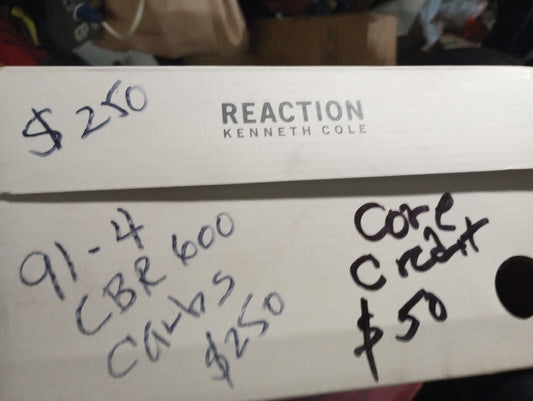 $250
REACTION
KENNETH COLE
91-4
CBR 600
Carbs
$250
Core
Credit
$50